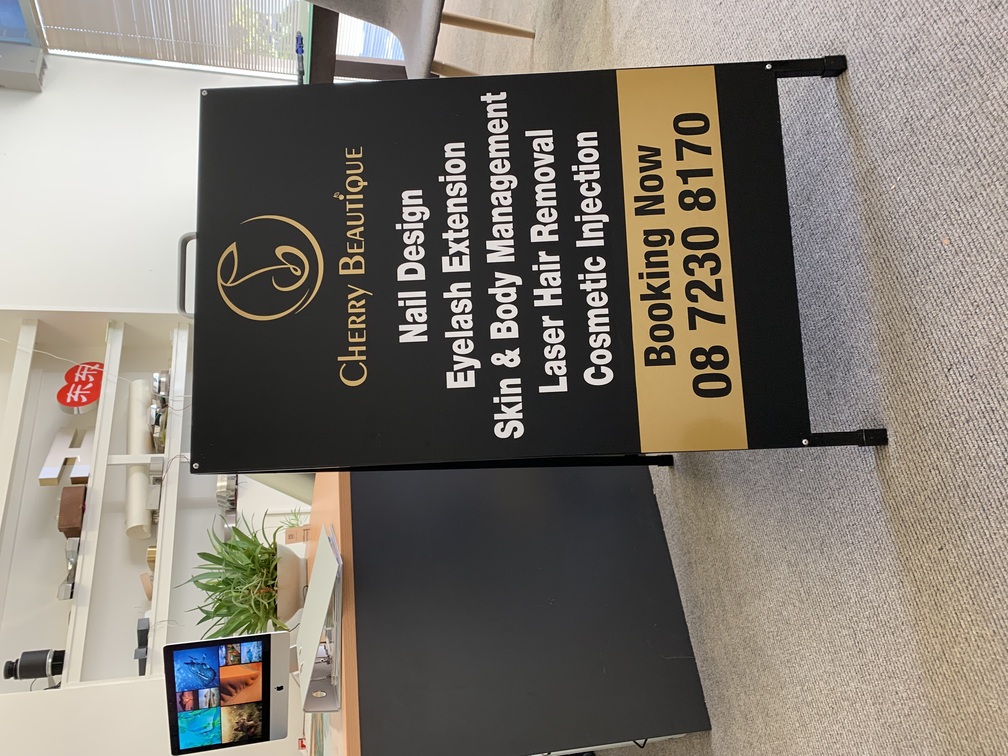 CHERRY BEAUTIQUE
Nail Design
Eyelash Extension
Skin & Body Management
Laser Hair Removal
Cosmetic Injection
Booking Now
08 7230 8170
H